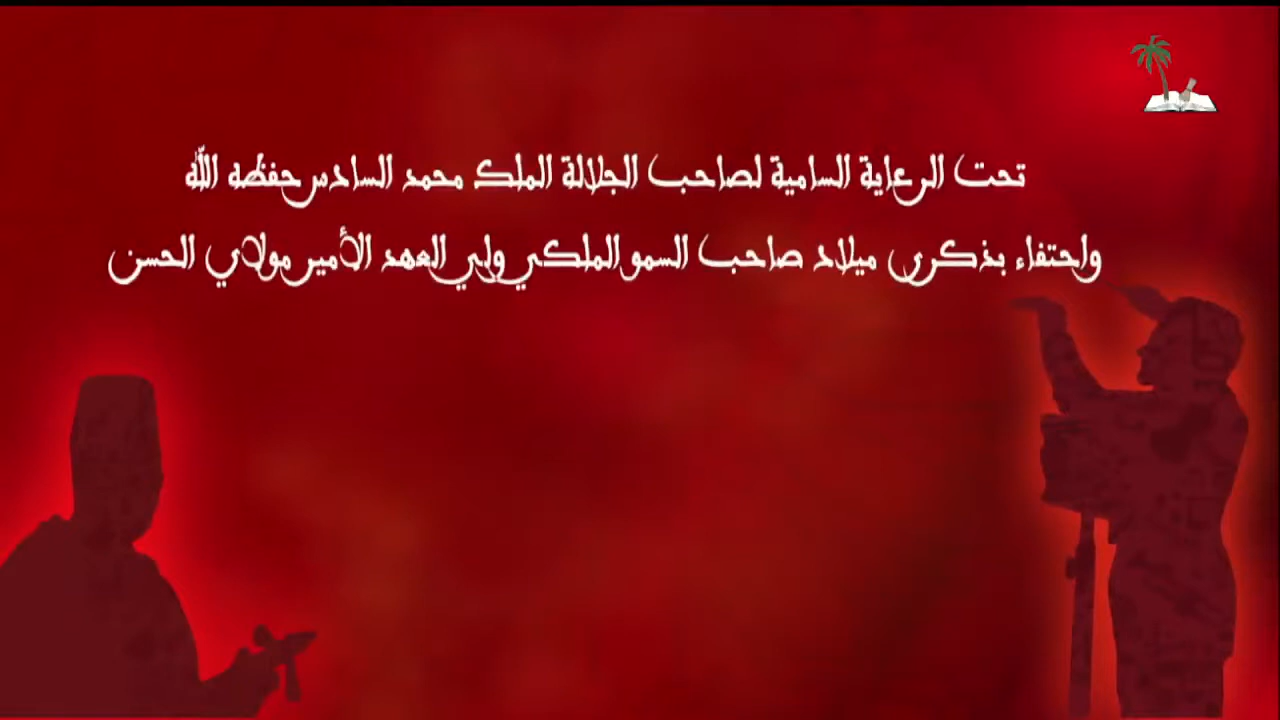 تحت الرعاية السامية لصاحب الجلالة الملك محمد السادس حفظه الله
واحتفاء بذكرى ميلاد صاحب السمو الملكي ولي العهد الأمير مولاي الحسن